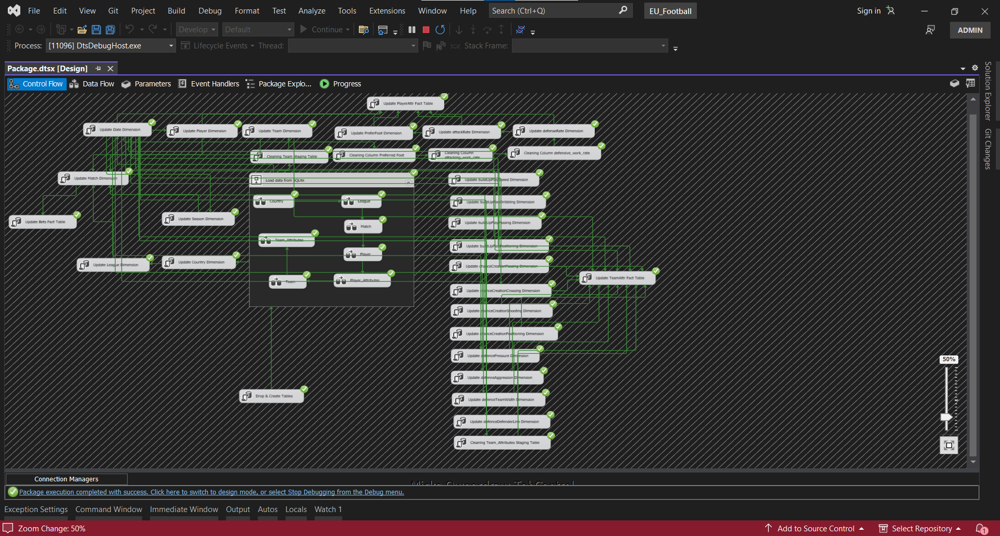 File Edit View Git Project Build Debug Format Test Analyze Tools Extensions Window Help Search (Ctrl+Q) EU_Football Sign in
Develop Default Continue ADMIN
Process: [11096] DtsDebugHost.exe Lifecycle Events Thread: Stack Frame:
Package.dtsx [Design]
Control Flow Data Flow Parameters Event Handlers Package Explo... Progress
Solution Explorer
Git Changes
Update PlayerAttr Fact Table
Update Date Dimension
Update Player Dimension
Update Team Dimension
Update PreferFoot Dimension
Update attackRate Dimension
Update defenseRate Dimension
Cleaning Team Staging Table
Cleaning Column Preferred Foot
Cleaning Column attacking_work_rate
Cleaning Column defensive_work_rate
Update Match Dimension
Load data from SQLite
Update buildUpPlaySpeed Dimension
Country
League
Update buildUpPlayDribbling Dimension
Update Bets Fact Table
Update Season Dimension
Match
Update buildUpPlayPassing Dimension
Team_Attributes
Player
Update buildUpPlayPositioning Dimension
Update League Dimension
Update Country Dimension
Update chanceCreationPassing Dimension
Team
Player_Attributes
Update TeamAttr Fact Table
Update chanceCreationCrossing Dimension
Update chanceCreationShooting Dimension
Update chanceCreationPositioning Dimension
Update defencePressure Dimension
Update defenceAggression Dimension
Drop & Create Tables
Update defenceTeamWidth Dimension
Update defenceDefenderLine Dimension
Cleaning Team_Attributes Staging Table
50%
Connection Managers
Package execution completed with success. Click here to switch to design mode, or select Stop Debugging from the Debug menu.
Exception Settings Command Window Immediate Window Output Autos Locals Watch 1
Zoom Change: 50% Add to Source Control Select Repository 1